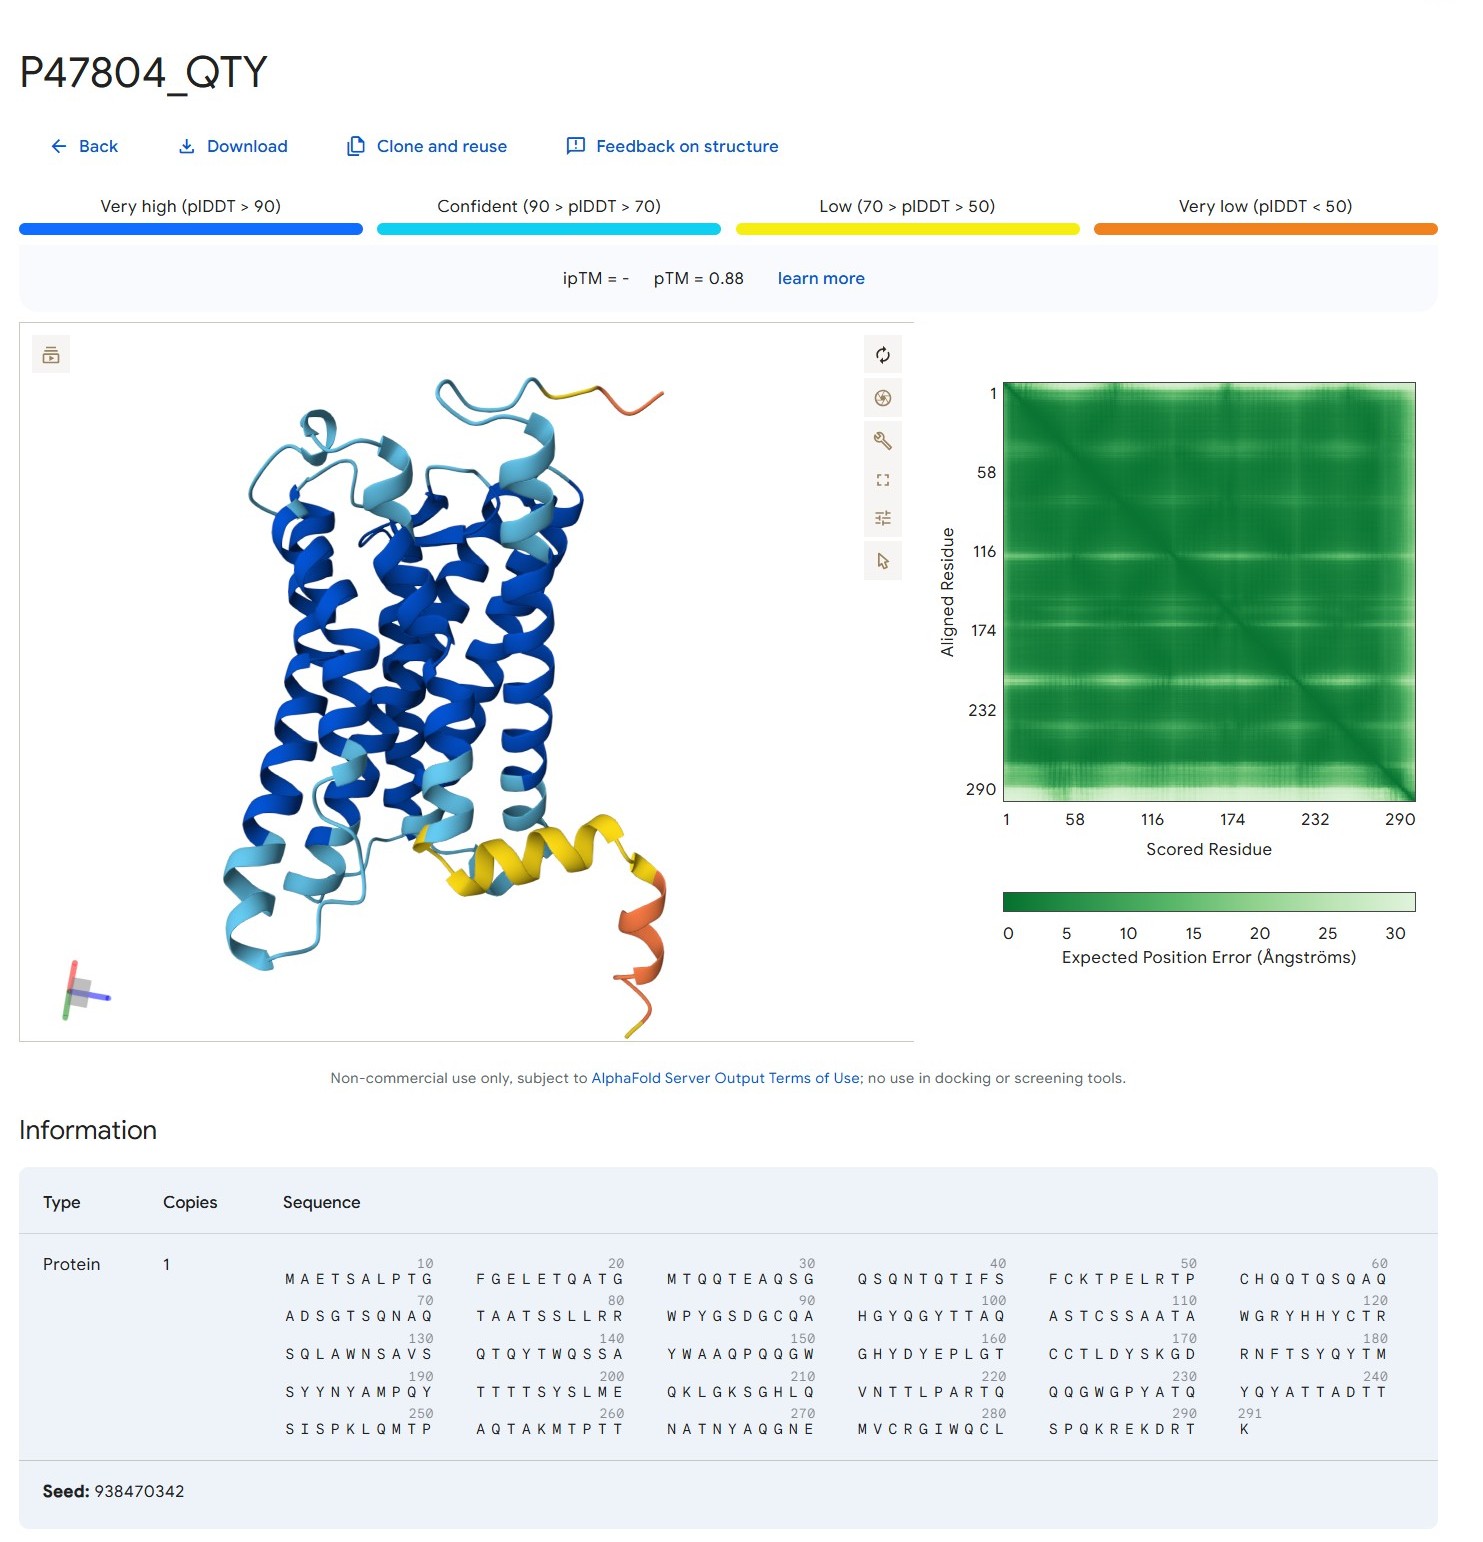 P47804_QTY
Back Download Clone and reuse Feedback on structure
Very high (plDDT > 90) Confident (90 > plDDT > 70) Low (70 > plDDT > 50) Very low (plDDT < 50)
ipTM = - pTM = 0.88 learn more
1
58
116
174
232
290
Aligned Residue
1 58 116 174 232 290
Scored Residue
0 5 10 15 20 25 30
Expected Position Error (Ångströms)
Non-commercial use only, subject to AlphaFold Server Output Terms of Use; no use in docking or screening tools.
Information
Type Copies Sequence
Protein 1
10 20 30 40 50 60
MAETSALPTG FGELETQATG MTQQTEAQSG QSQNTQTIFS FCKTPELRTP CHQQTQSQAQ
70 80 90 100 110 120
ADSGTSQNAQ TAATSSLLRR WPYGSDGCQA HGYQGYTTAQ ASTCSSAATA WGRYHHYCTR
130 140 150 160 170 180
SQLAWNSAVS QTQYTWQSSA YWAAQPQQGW GHYDYEPLGT CCTLDYSKGD RNFTSYQYTM
190 200 210 220 230 240
SYYNYAMPQY TTTTSYSLME QKLGKSGHLQ VNTTLPARTQ QQGWGPYATQ YQYATTADTT
250 260 270 280 290 291
SISPKLQMTP AQTAKMTPTT NATNYAQGNE MVCRGIWQCL SPQKREKDRT K
Seed: 938470342